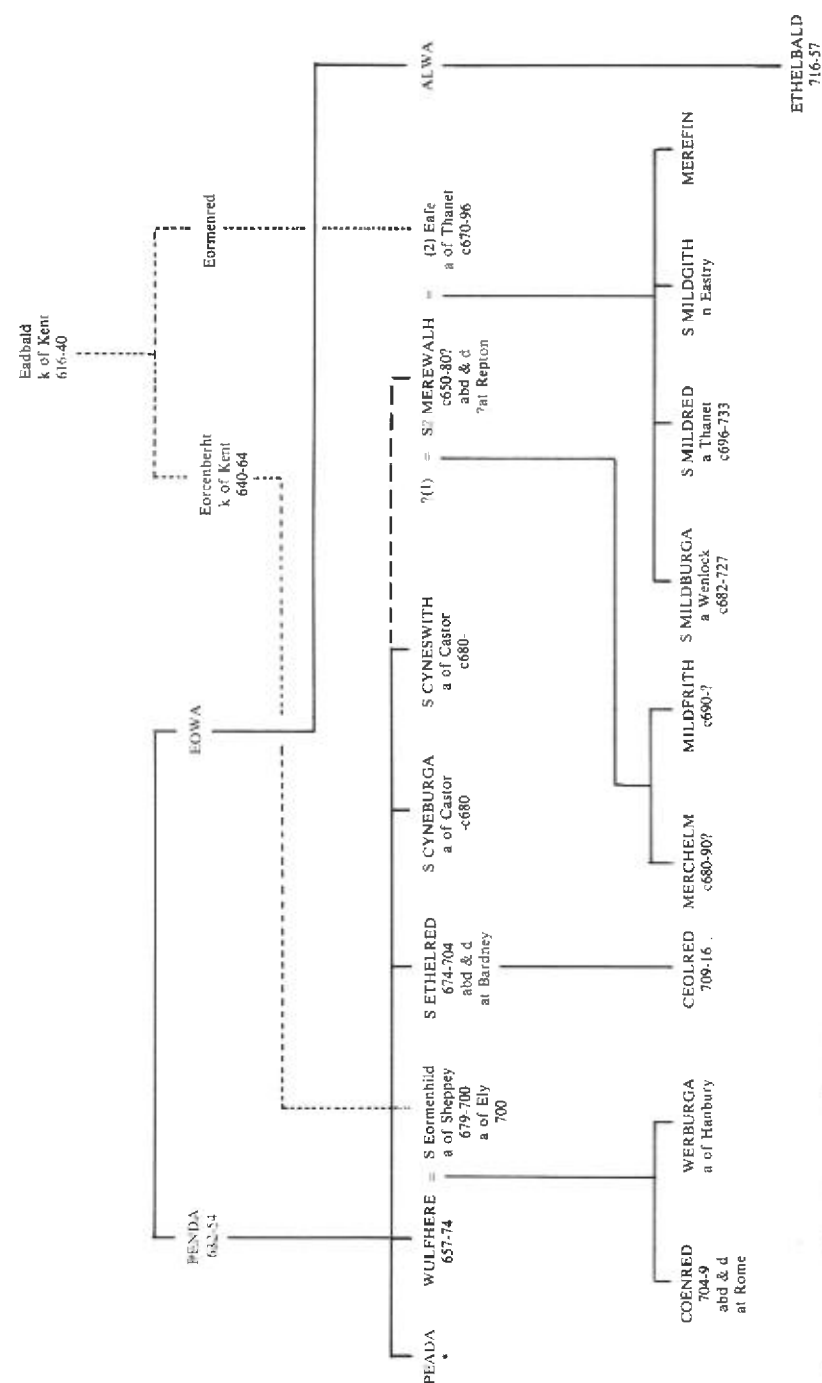 Eadbald
k of Kent
616-40
Eorcenberht
k of Kent
640-64
Eormenred
PENDA
632-54
EOWA
PEADA
*
WULFHERE
657-74
=
S Eormenhild
a of Sheppey
679-700
a of Ely
700
S ETHELRED
674-704
abd & d
at Bardney
S CYNEBURGA
a of Castor
-c680
S CYNESWITH
a of Castor
c680-
?(1)
=
S? MEREWALH
c650-80?
abd & d
?at Repton
=
(2) Eafe
a of Thanet
c670-96
ALWA
COENRED
704-9
abd & d
at Rome
WERBURGA
a of Hanbury
CEOLRED
709-16
MERCHELM
c680-90?
MILDFRITH
c690-?
S MILDBURGA
a Wenlock
c682-727
S MILDRED
a Thanet
c696-733
S MILDGITH
n Eastry
MEREFIN
ETHELBALD
716-57